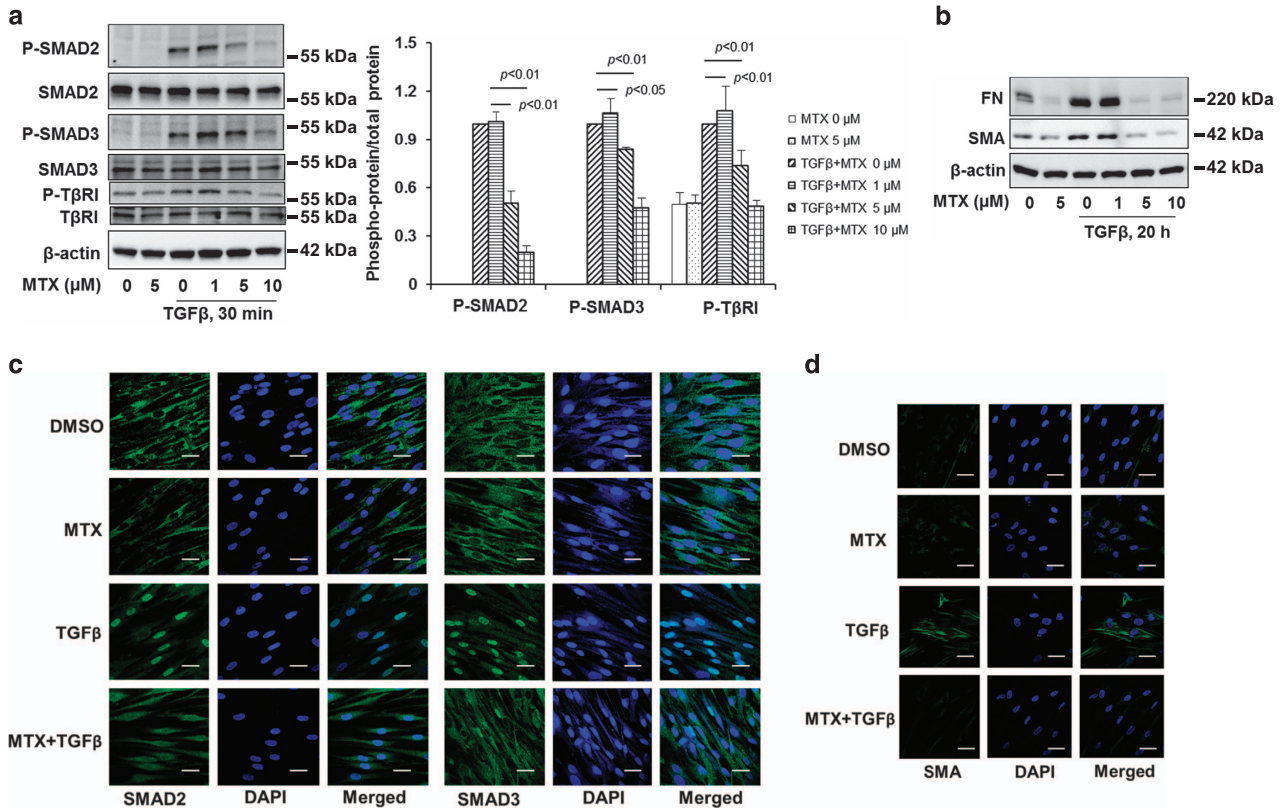 a
P-SMAD2
55 kDa
SMAD2
55 kDa
P-SMAD3
55 kDa
SMAD3
55 kDa
P-TβRI
55 kDa
TβRI
55 kDa
β-actin
42 kDa
MTX (μM) 0 5 0 1 5 10
TGFβ, 30 min
Phospho-protein/total protein
1.5
1.2
0.9
0.6
0.3
0
p<0.01
p<0.01
p<0.01
p<0.05
p<0.01
p<0.01
P-SMAD2 P-SMAD3 P-TβRI
MTX 0 μM
MTX 5 μM
TGFβ+MTX 0 μM
TGFβ+MTX 1 μM
TGFβ+MTX 5 μM
TGFβ+MTX 10 μM
b
FN
220 kDa
SMA
42 kDa
β-actin
42 kDa
MTX (μM) 0 5 0 1 5 10
TGFβ, 20 h
c
DMSO
MTX
TGFβ
MTX+TGFβ
SMAD2 DAPI Merged SMAD3 DAPI Merged
d
DMSO
MTX
TGFβ
MTX+TGFβ
SMA DAPI Merged